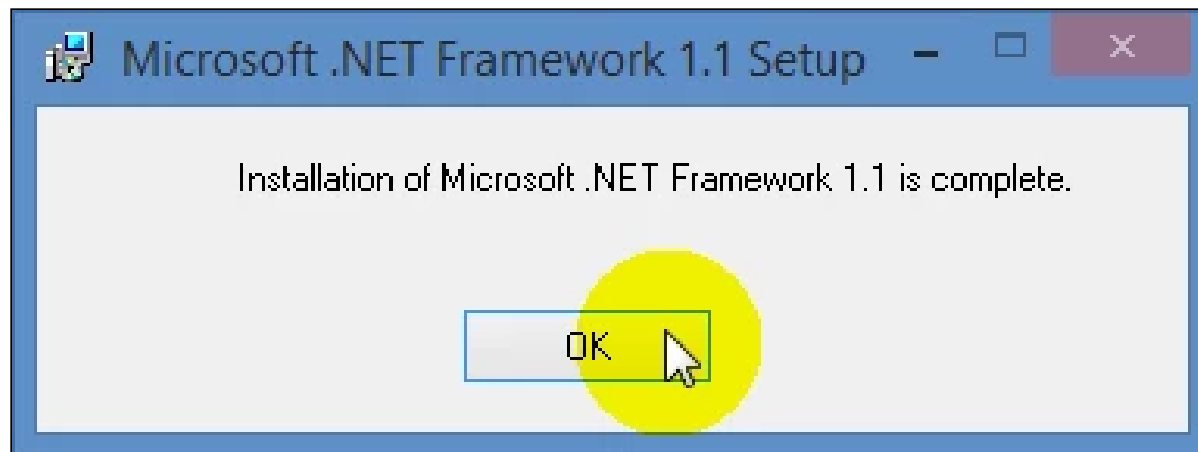 Microsoft .NET Framework 1.1 Setup
Installation of Microsoft .NET Framework 1.1 is complete.
OK